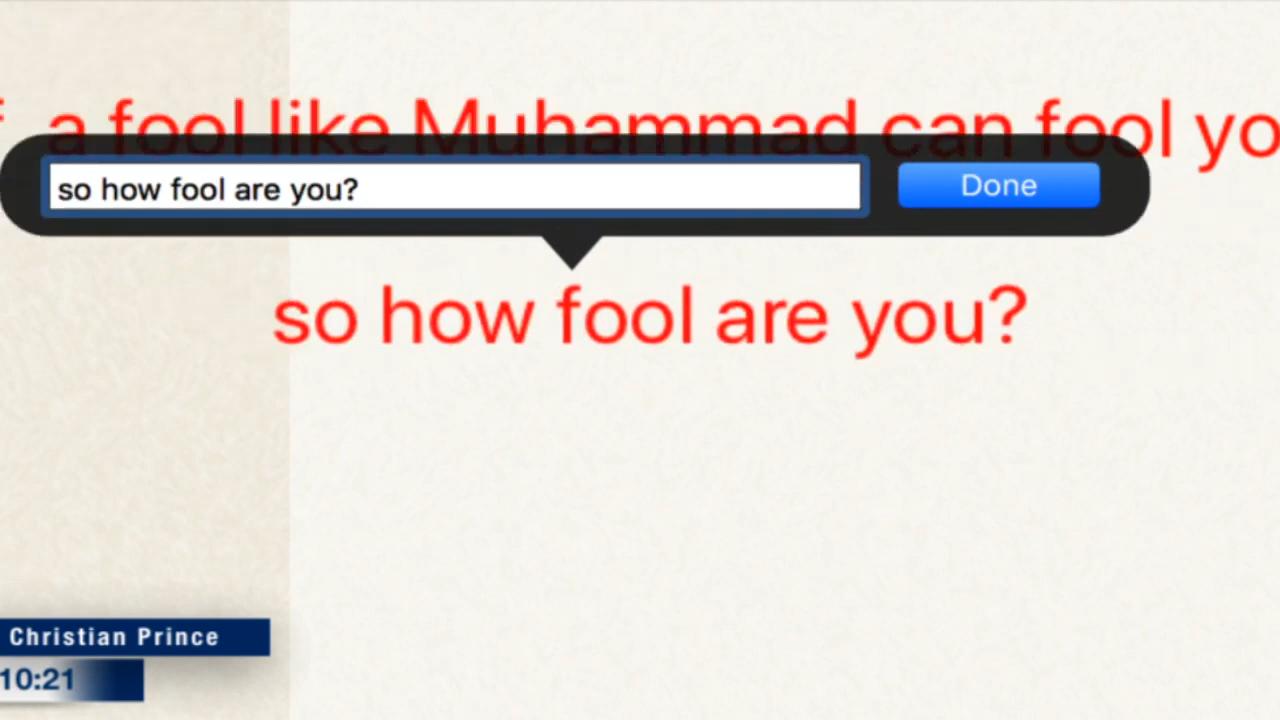 a fool like Muhammad can fool
so how fool are you?
Done
so how fool are you?
Christian Prince
10:21